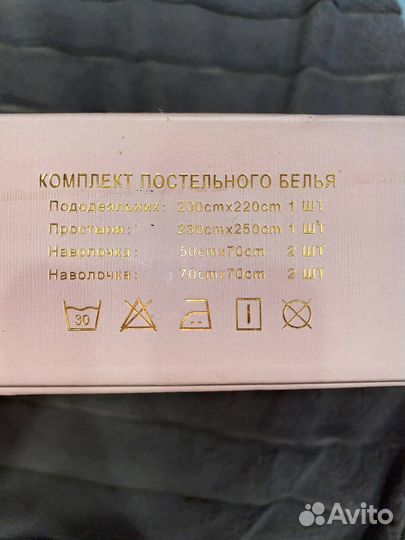 КОМПЛЕКТ ПОСТЕЛЬНОГО БЕЛЬЯ
Пододеяльник: 200cmx220cm 1 ШТ
Простыня: 230cmx250cm 1 ШТ
Наволочка: 50cmx70cm 2 ШТ
Наволочка: 70cmx70cm 2 ШТ
30
Avito